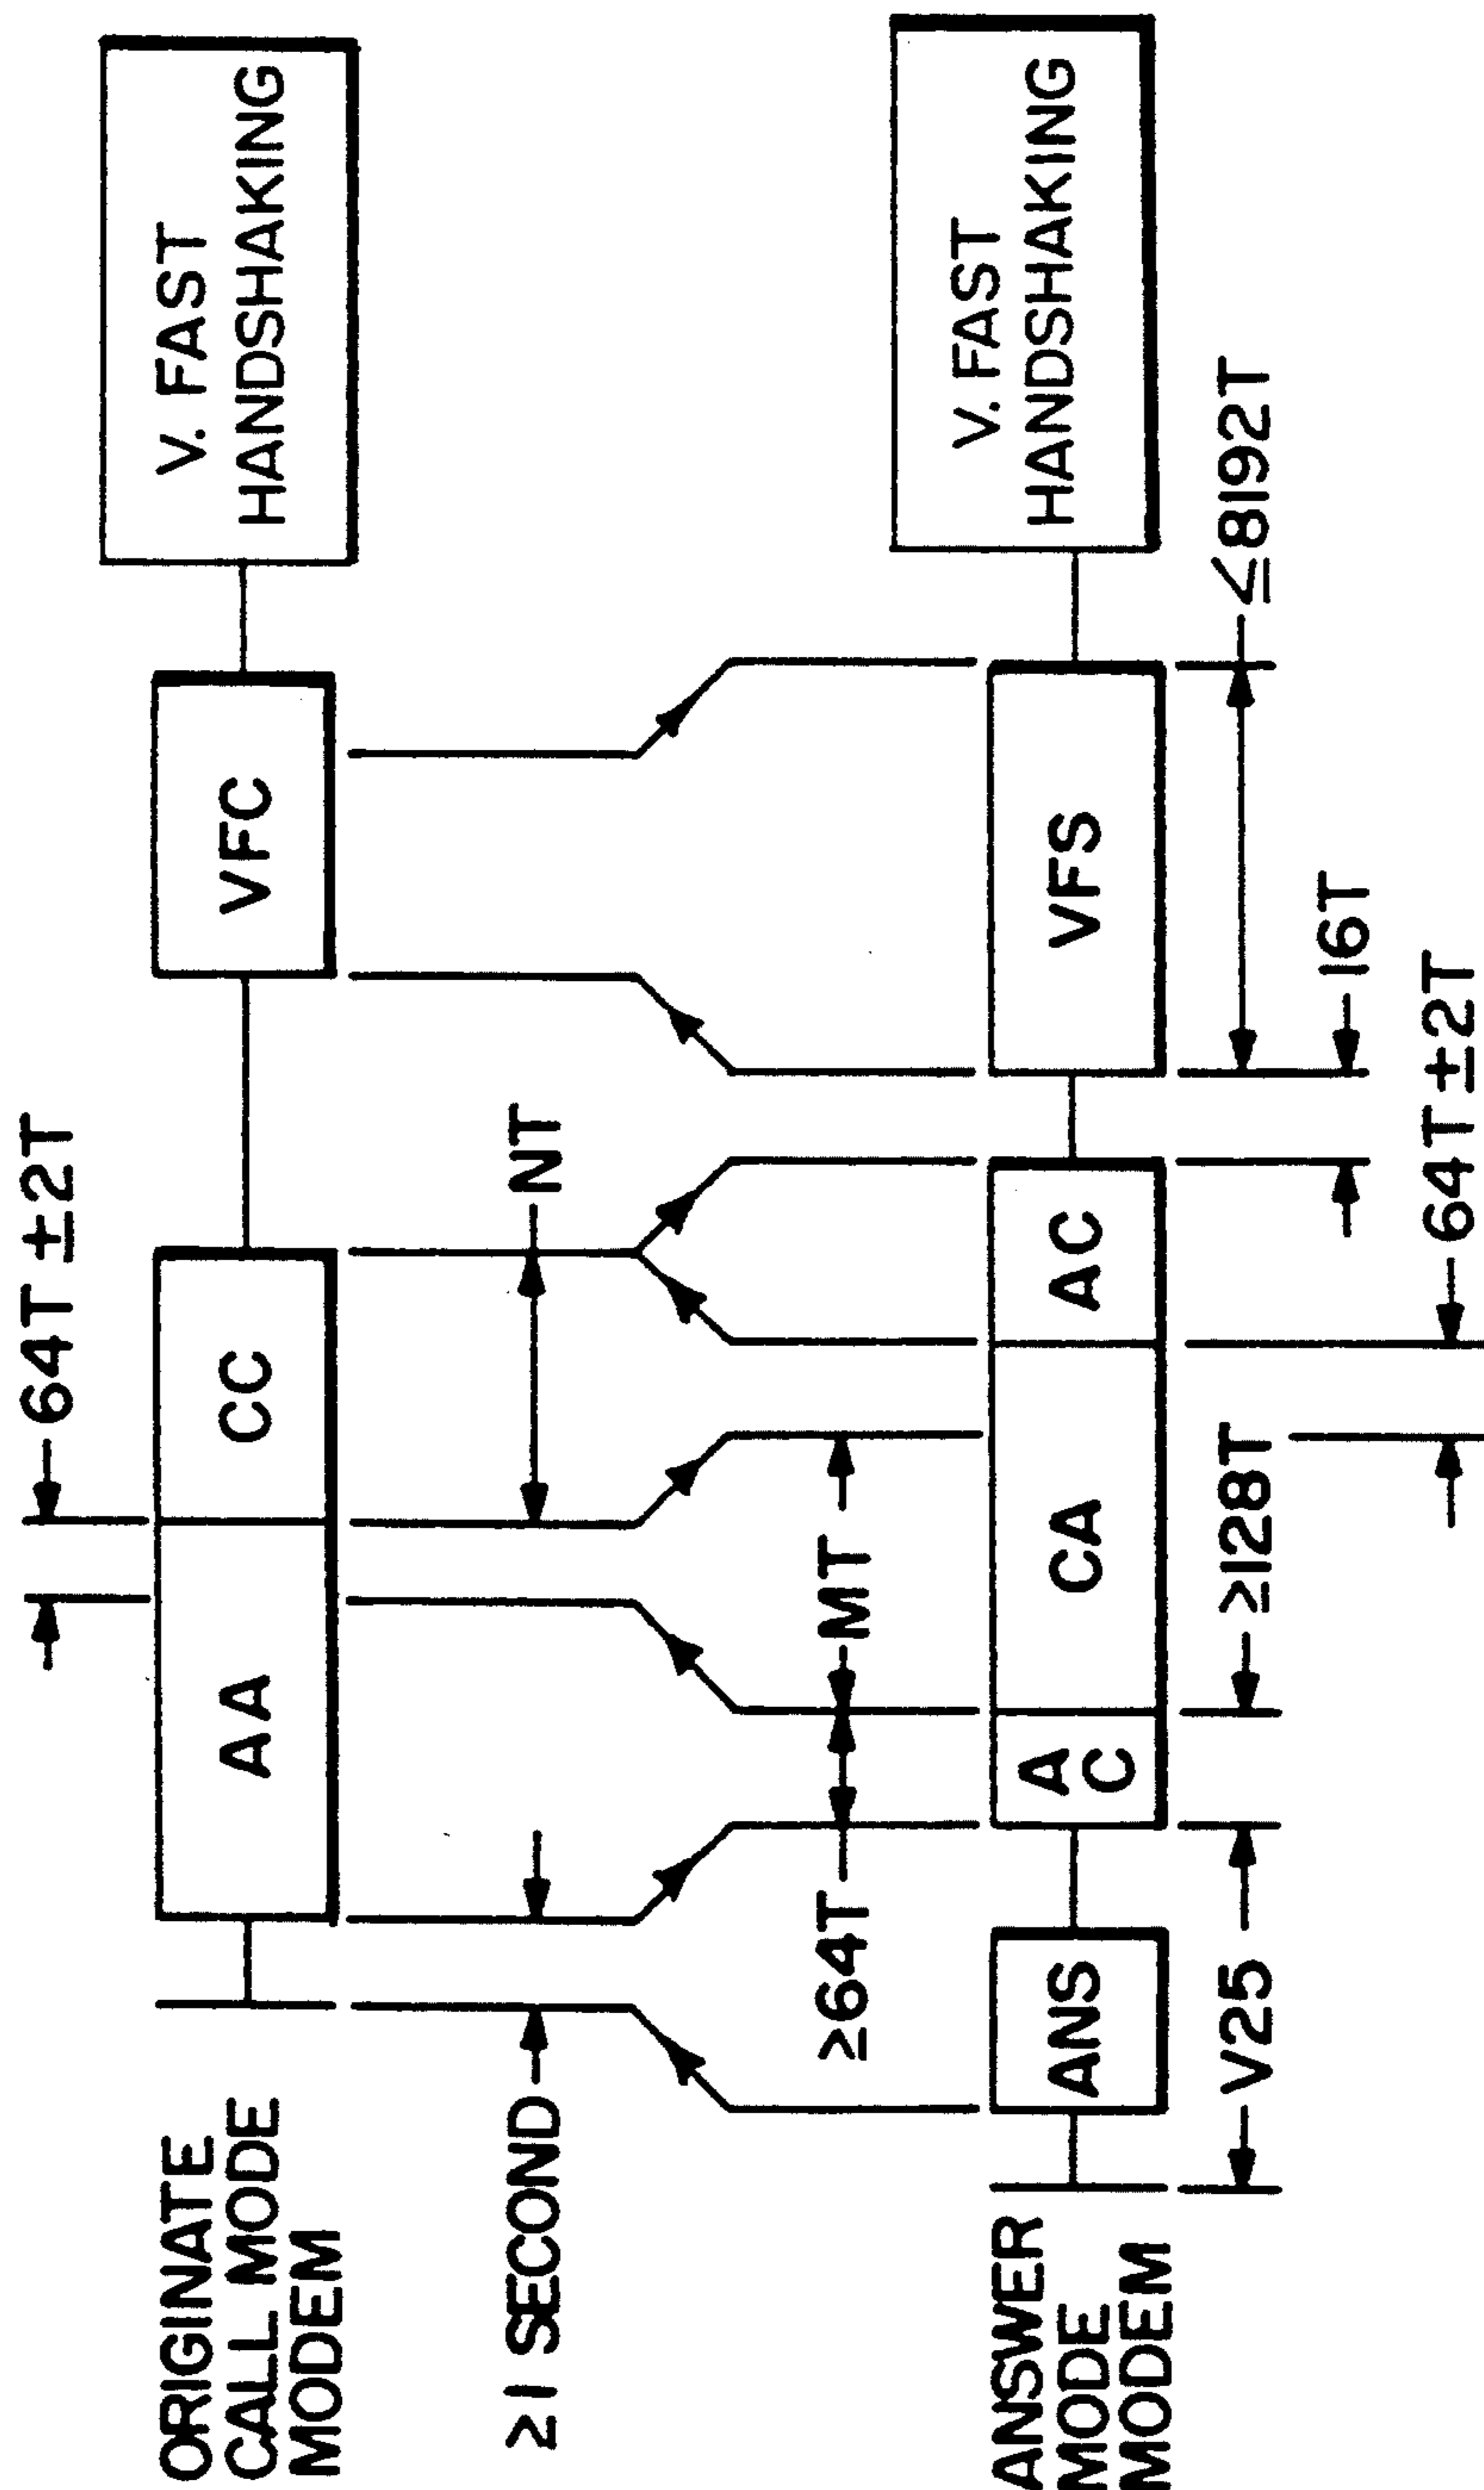 64T ±2T
ORIGINATE
CALL MODE
MODEM
AA
CC
VFC
V. FAST
HANDSHAKING
≥1 SECOND
NT
≥64T
MT
ANSWER
MODE
MODEM
ANS
A
C
CA
AC
VFS
V. FAST
HANDSHAKING
V25
≥128T
≤8192T
16T
64T ±2T